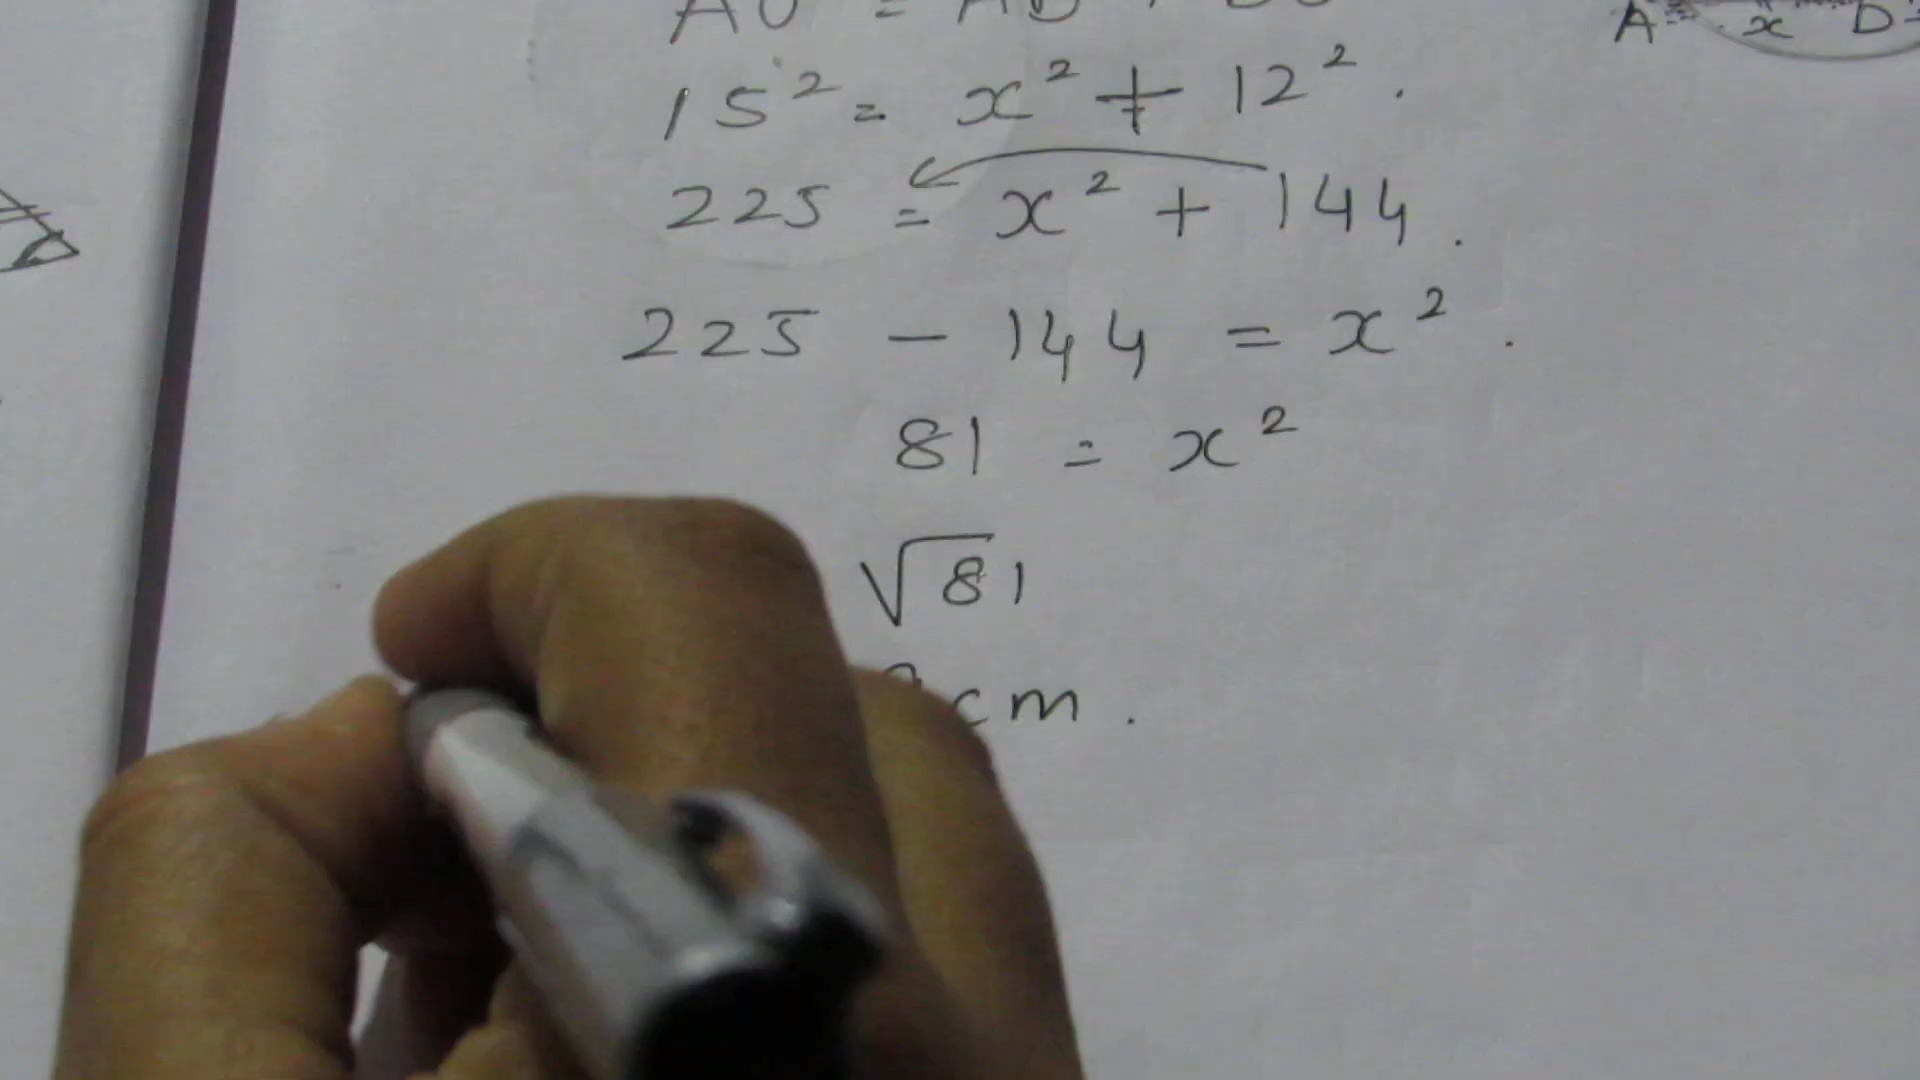 15² = x² + 12² .
A x D
225 = x² + 144 .
225 - 144 = x² .
81 = x²
√81
cm .